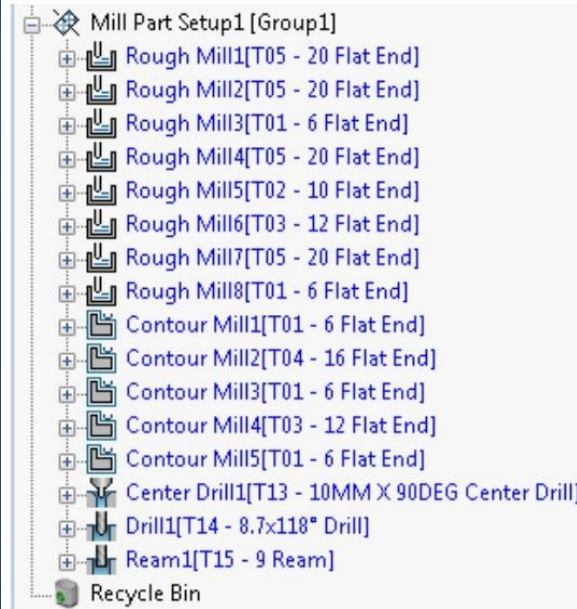 Mill Part Setup1 [Group1]
Rough Mill1[T05 - 20 Flat End]
Rough Mill2[T05 - 20 Flat End]
Rough Mill3[T01 - 6 Flat End]
Rough Mill4[T05 - 20 Flat End]
Rough Mill5[T02 - 10 Flat End]
Rough Mill6[T03 - 12 Flat End]
Rough Mill7[T05 - 20 Flat End]
Rough Mill8[T01 - 6 Flat End]
Contour Mill1[T01 - 6 Flat End]
Contour Mill2[T04 - 16 Flat End]
Contour Mill3[T01 - 6 Flat End]
Contour Mill4[T03 - 12 Flat End]
Contour Mill5[T01 - 6 Flat End]
Center Drill1[T13 - 10MM X 90DEG Center Drill]
Drill1[T14 - 8.7x118° Drill]
Ream1[T15 - 9 Ream]
Recycle Bin